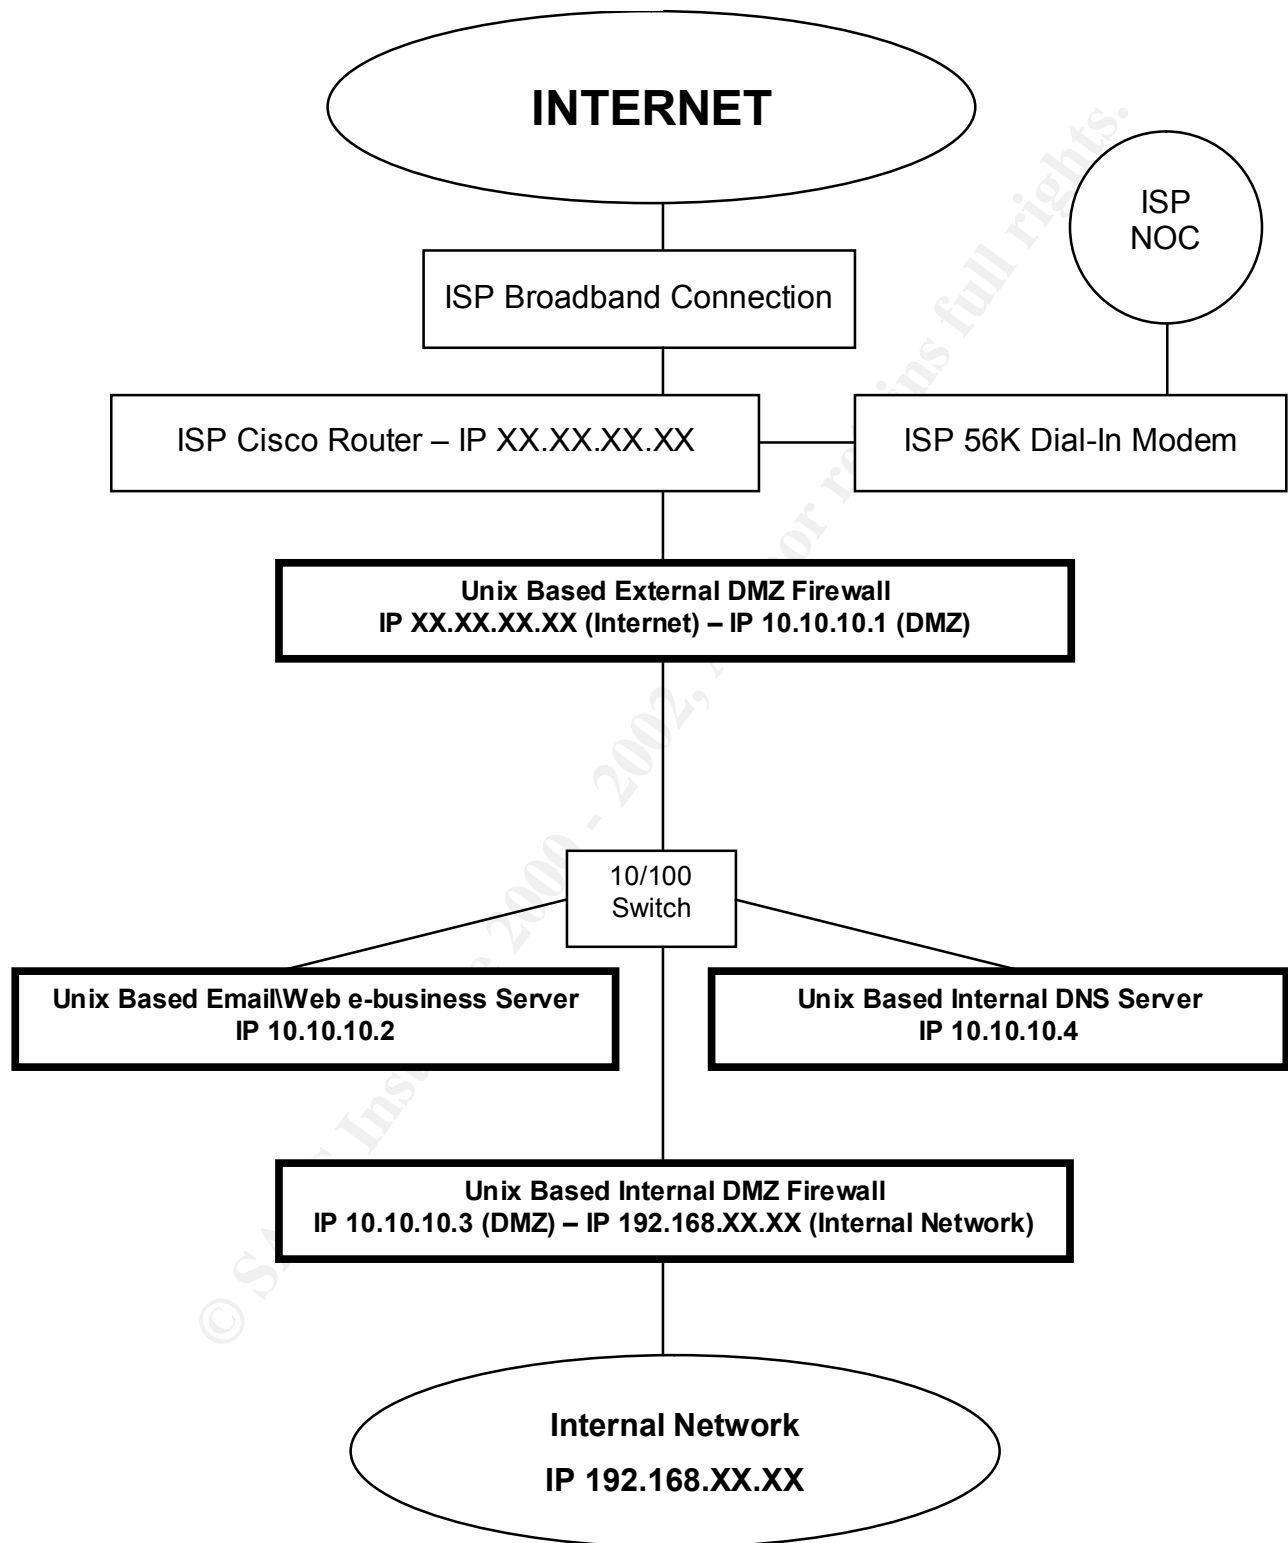 INTERNET
ISP
NOC
ISP Broadband Connection
ISP Cisco Router – IP XX.XX.XX.XX
ISP 56K Dial-In Modem
Unix Based External DMZ Firewall
IP XX.XX.XX.XX (Internet) – IP 10.10.10.1 (DMZ)
10/100
Switch
Unix Based Email\Web e-business Server
IP 10.10.10.2
Unix Based Internal DNS Server
IP 10.10.10.4
Unix Based Internal DMZ Firewall
IP 10.10.10.3 (DMZ) – IP 192.168.XX.XX (Internal Network)
Internal Network
IP 192.168.XX.XX
© 2000 - 2002, full rights.